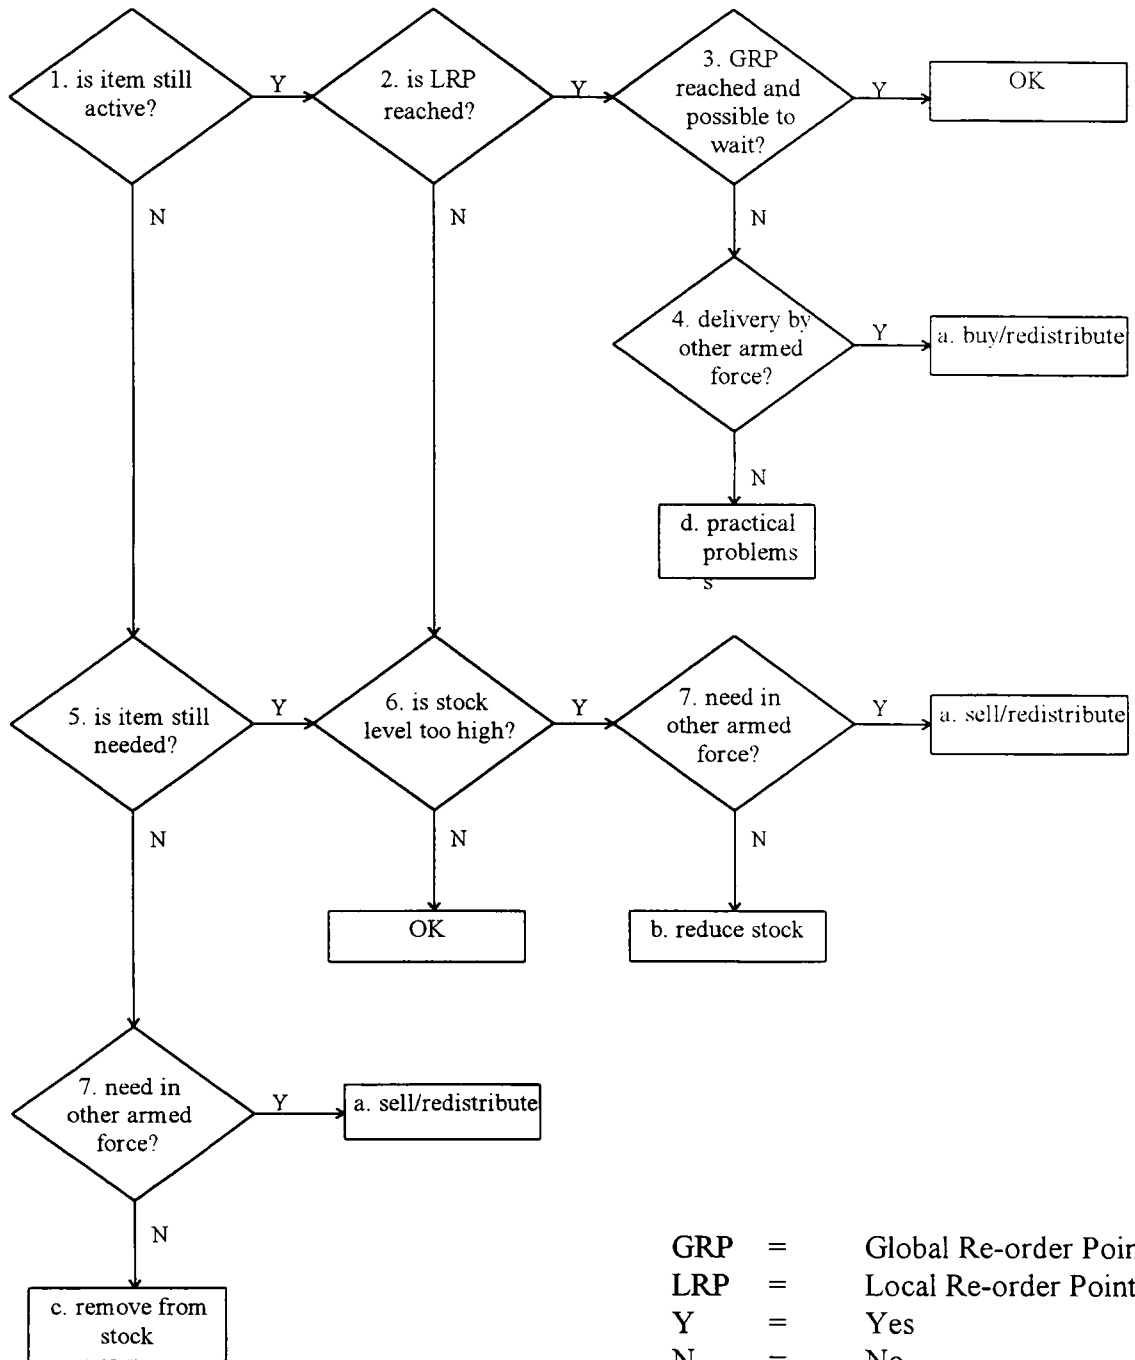 1. is item still
active?
Y
2. is LRP
reached?
Y
3. GRP
reached and
possible to
wait?
Y
OK
N
N
N
4. delivery by
other armed
force?
Y
a. buy/redistribute
N
d. practical
problems
s
5. is item still
needed?
Y
6. is stock
level too high?
Y
7. need in
other armed
force?
Y
a. sell/redistribute
N
N
N
OK
b. reduce stock
7. need in
other armed
force?
Y
a. sell/redistribute
N
c. remove from
stock
GRP = Global Re-order Poin
LRP = Local Re-order Point
Y = Yes
N = No